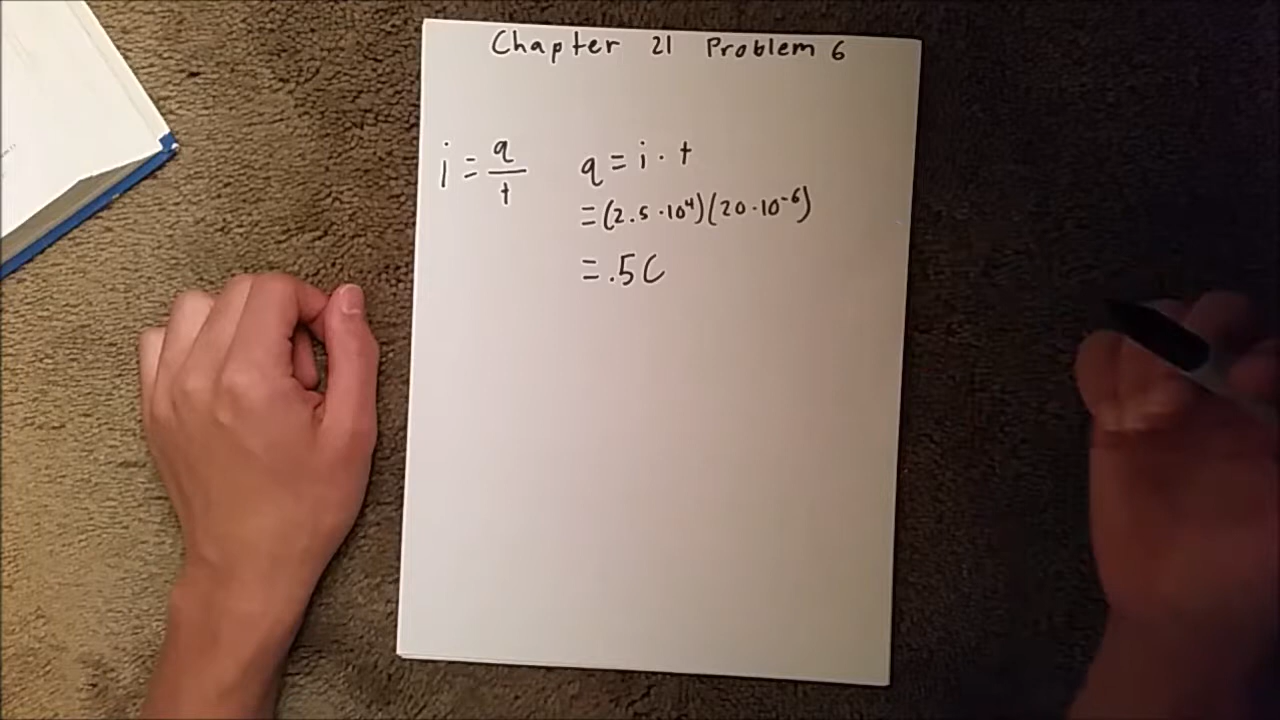 Chapter 21 Problem 6
i = q/t q = i · t
= (2.5 · 10⁴)(20 · 10⁻⁶)
= .5 C